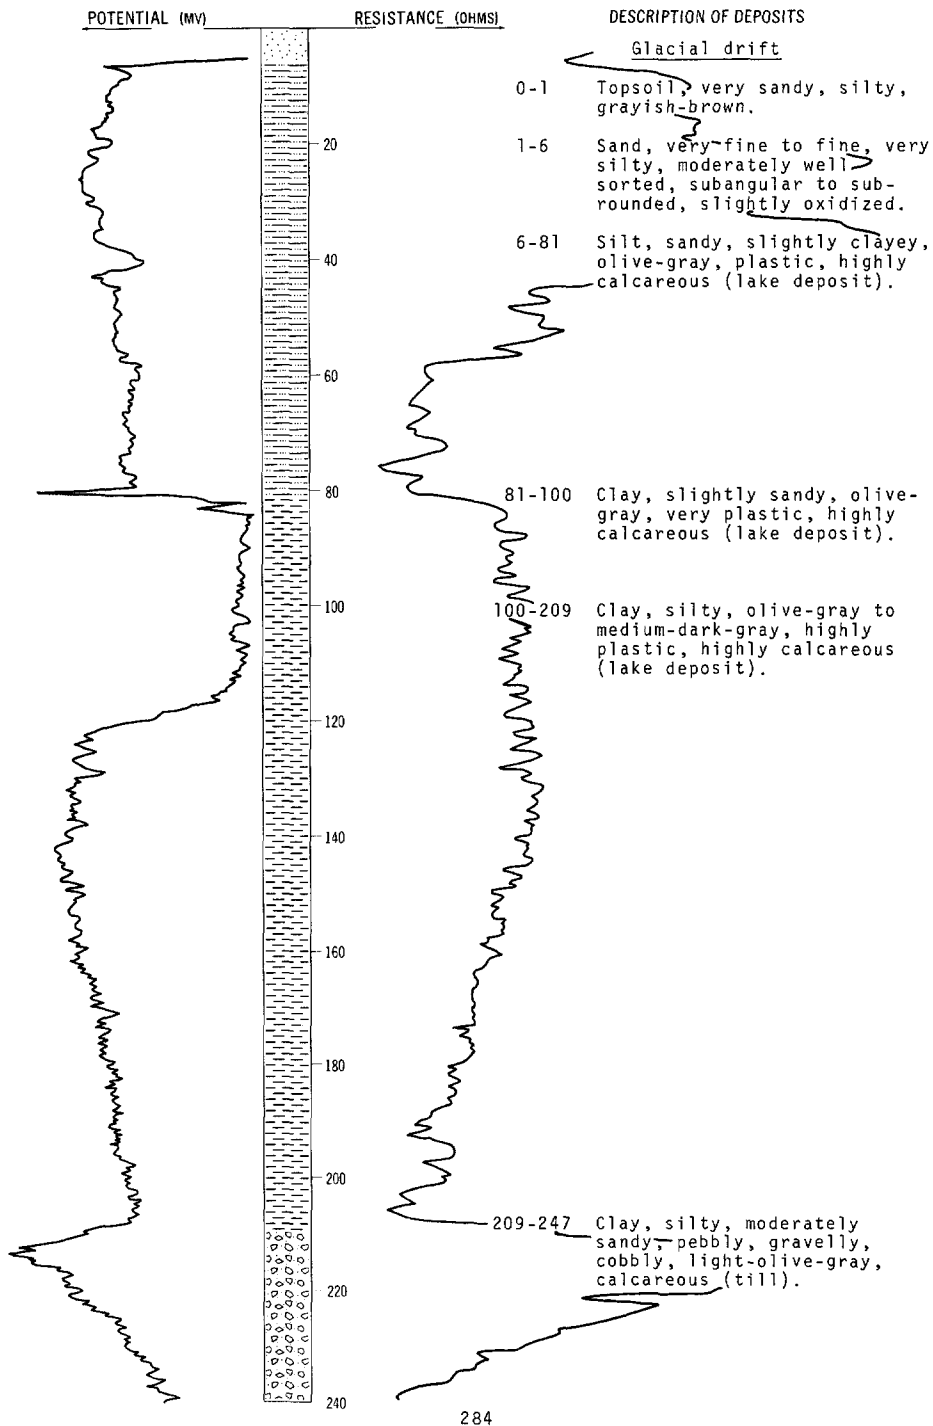 POTENTIAL (MV)
RESISTANCE (OHMS)
DESCRIPTION OF DEPOSITS
Glacial drift
0-1 Topsoil, very sandy, silty,
grayish-brown.
20
1-6 Sand, very fine to fine, very
silty, moderately well
sorted, subangular to sub-
rounded, slightly oxidized.
6-81 Silt, sandy, slightly clayey,
40
olive-gray, plastic, highly
calcareous (lake deposit).
60
80
81-100 Clay, slightly sandy, olive-
gray, very plastic, highly
calcareous (lake deposit).
100
100-209 Clay, silty, olive-gray to
medium-dark-gray, highly
plastic, highly calcareous
(lake deposit).
120
140
160
180
200
209-247 Clay, silty, moderately
sandy, pebbly, gravelly,
cobbly, light-olive-gray,
calcareous (till).
220
240
284